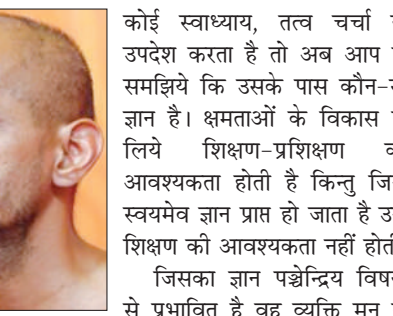 कोई स्वाध्याय, तत्व चर्चा
उपदेश करता है तो अब आप
समझिये कि उसके पास कौन-
ज्ञान है। क्षमताओं के विकास
लिये शिक्षण-प्रशिक्षण
आवश्यकता होती है किन्तु
स्वयमेव ज्ञान प्राप्त हो जाता है
शिक्षण की आवश्यकता नहीं होती
जिसका ज्ञान पञ्चेन्द्रिय
से प्रभावित है वह व्यक्ति मन